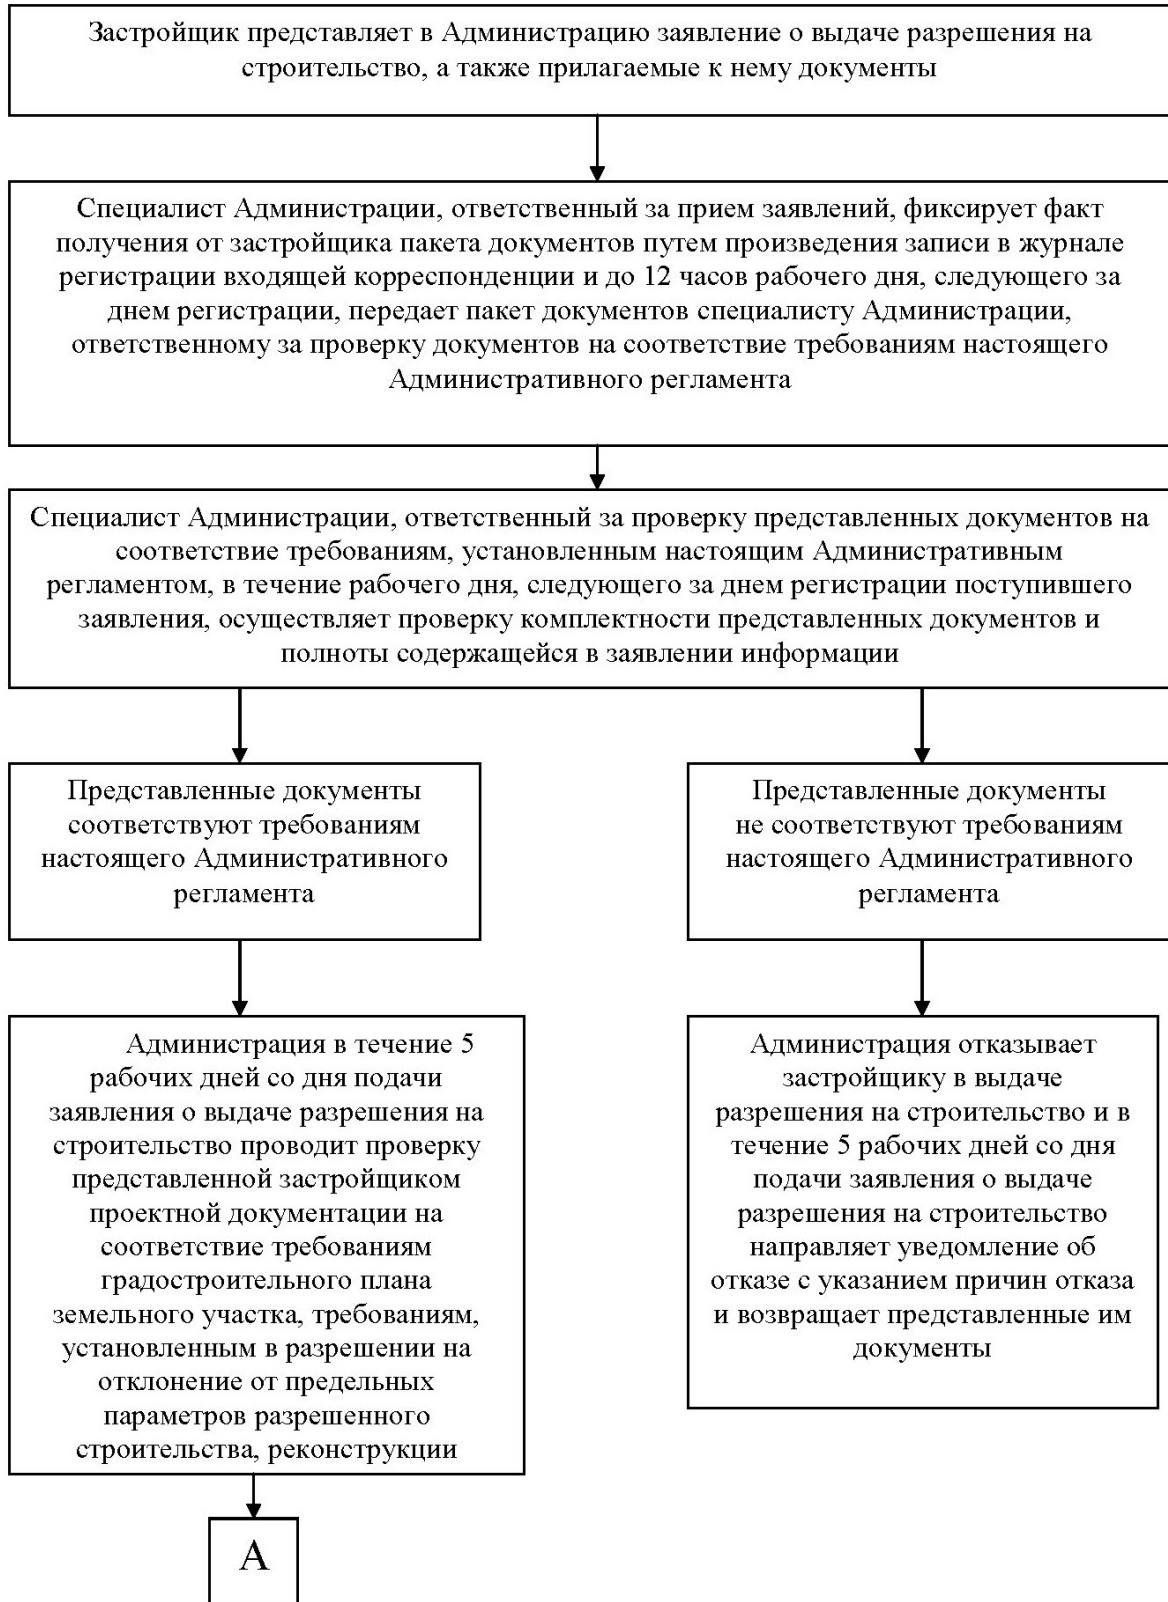 Застройщик представляет в Администрацию заявление о выдаче разрешения на
строительство, а также прилагаемые к нему документы
Специалист Администрации, ответственный за прием заявлений, фиксирует факт
получения от застройщика пакета документов путем произведения записи в журнале
регистрации входящей корреспонденции и до 12 часов рабочего дня, следующего за
днем регистрации, передает пакет документов специалисту Администрации,
ответственному за проверку документов на соответствие требованиям настоящего
Административного регламента
Специалист Администрации, ответственный за проверку представленных документов на
соответствие требованиям, установленным настоящим Административным
регламентом, в течение рабочего дня, следующего за днем регистрации поступившего
заявления, осуществляет проверку комплектности представленных документов и
полноты содержащейся в заявлении информации
Представленные документы
соответствуют требованиям
настоящего Административного
регламента
Представленные документы
не соответствуют требованиям
настоящего Административного
регламента
Администрация в течение 5
рабочих дней со дня подачи
заявления о выдаче разрешения на
строительство проводит проверку
представленной застройщиком
проектной документации на
соответствие требованиям
градостроительного плана
земельного участка, требованиям,
установленным в разрешении на
отклонение от предельных
параметров разрешенного
строительства, реконструкции
Администрация отказывает
застройщику в выдаче
разрешения на строительство и в
течение 5 рабочих дней со дня
подачи заявления о выдаче
разрешения на строительство
направляет уведомление об
отказе с указанием причин отказа
и возвращает представленные им
документы
А